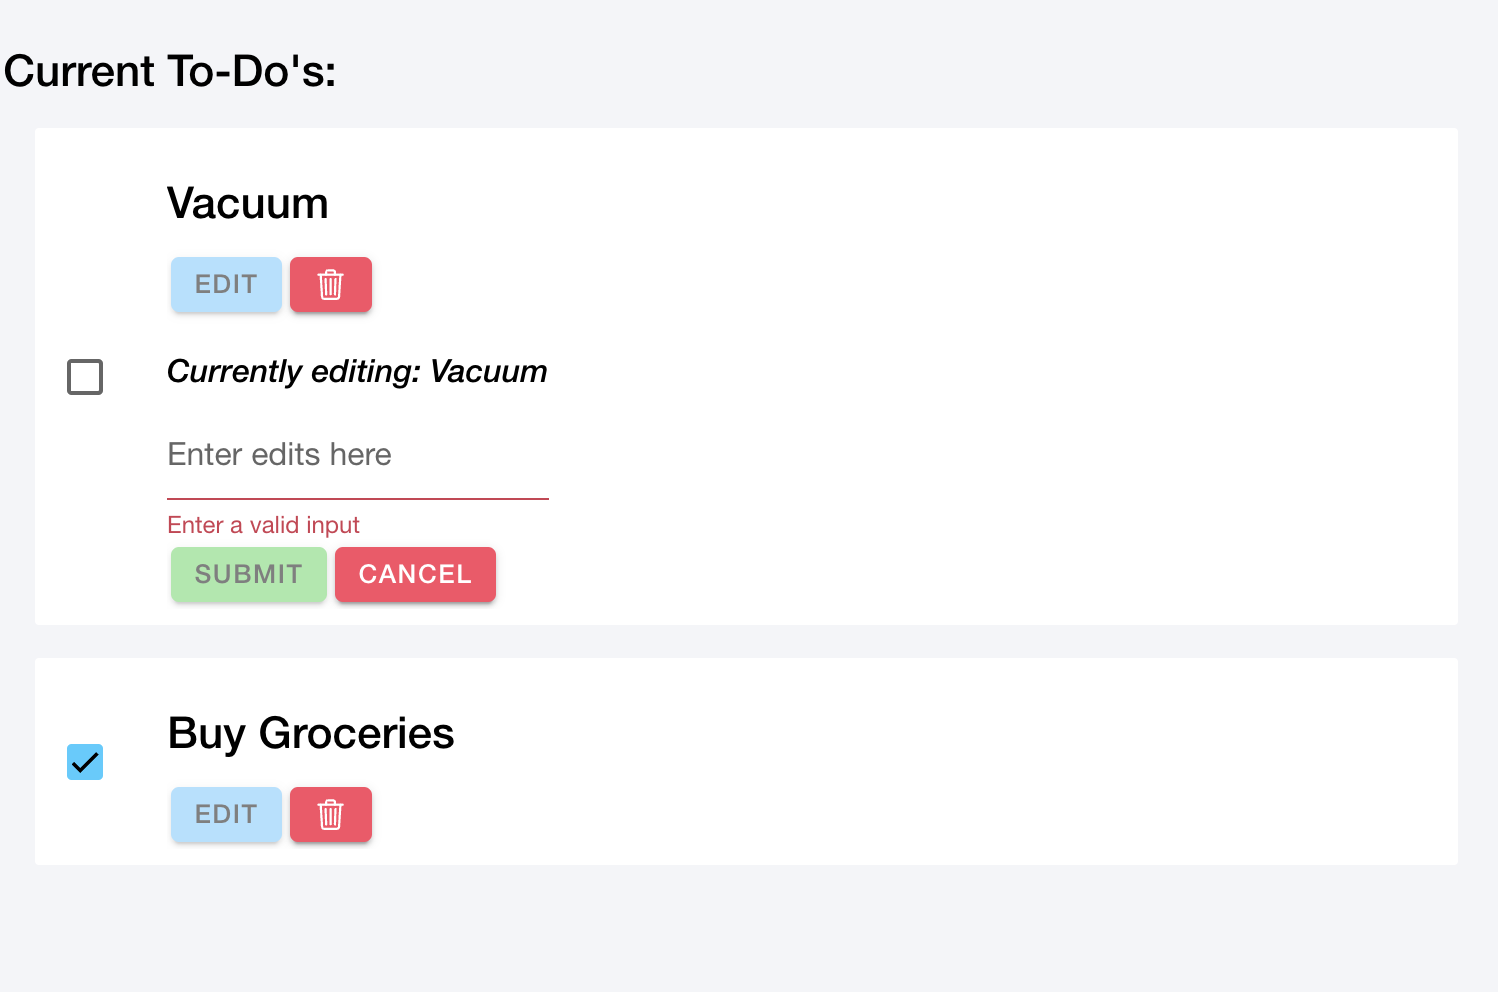 Current To-Do's:
Vacuum
EDIT
Currently editing: Vacuum
Enter edits here
Enter a valid input
SUBMIT CANCEL
Buy Groceries
EDIT